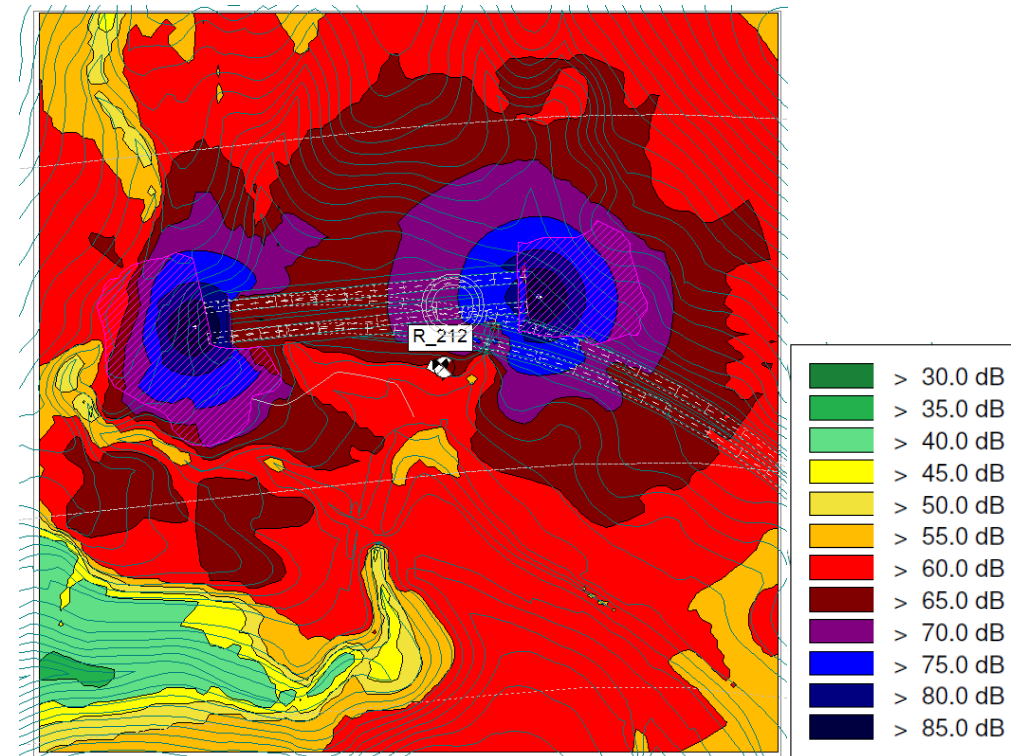 R_212
> 30.0 dB
> 35.0 dB
> 40.0 dB
> 45.0 dB
> 50.0 dB
> 55.0 dB
> 60.0 dB
> 65.0 dB
> 70.0 dB
> 75.0 dB
> 80.0 dB
> 85.0 dB